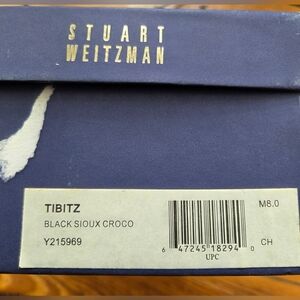 STUART
WEITZMAN
TIBITZ
M8.0
BLACK SIOUX CROCO
Y215969
6 47245 18294 0
CH
UPC